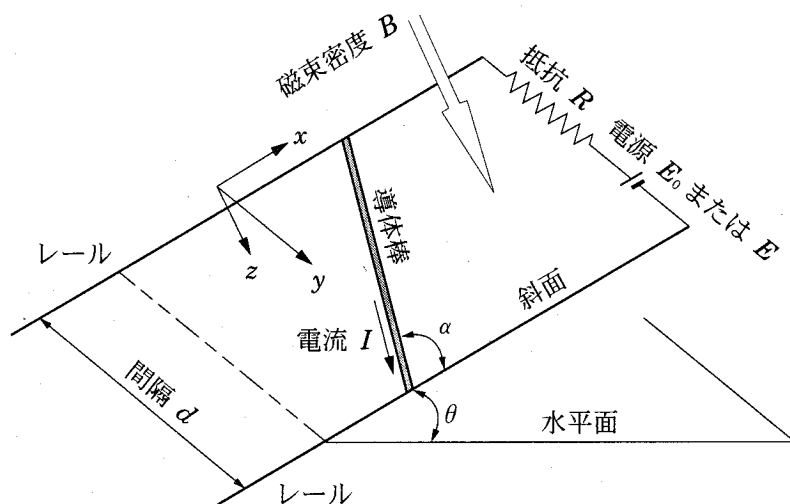 磁束密度 B
抵抗 R
電源 E₀ または E
x
導体棒
レール
z
y
斜面
電流 I
α
間隔 d
θ
水平面
レール